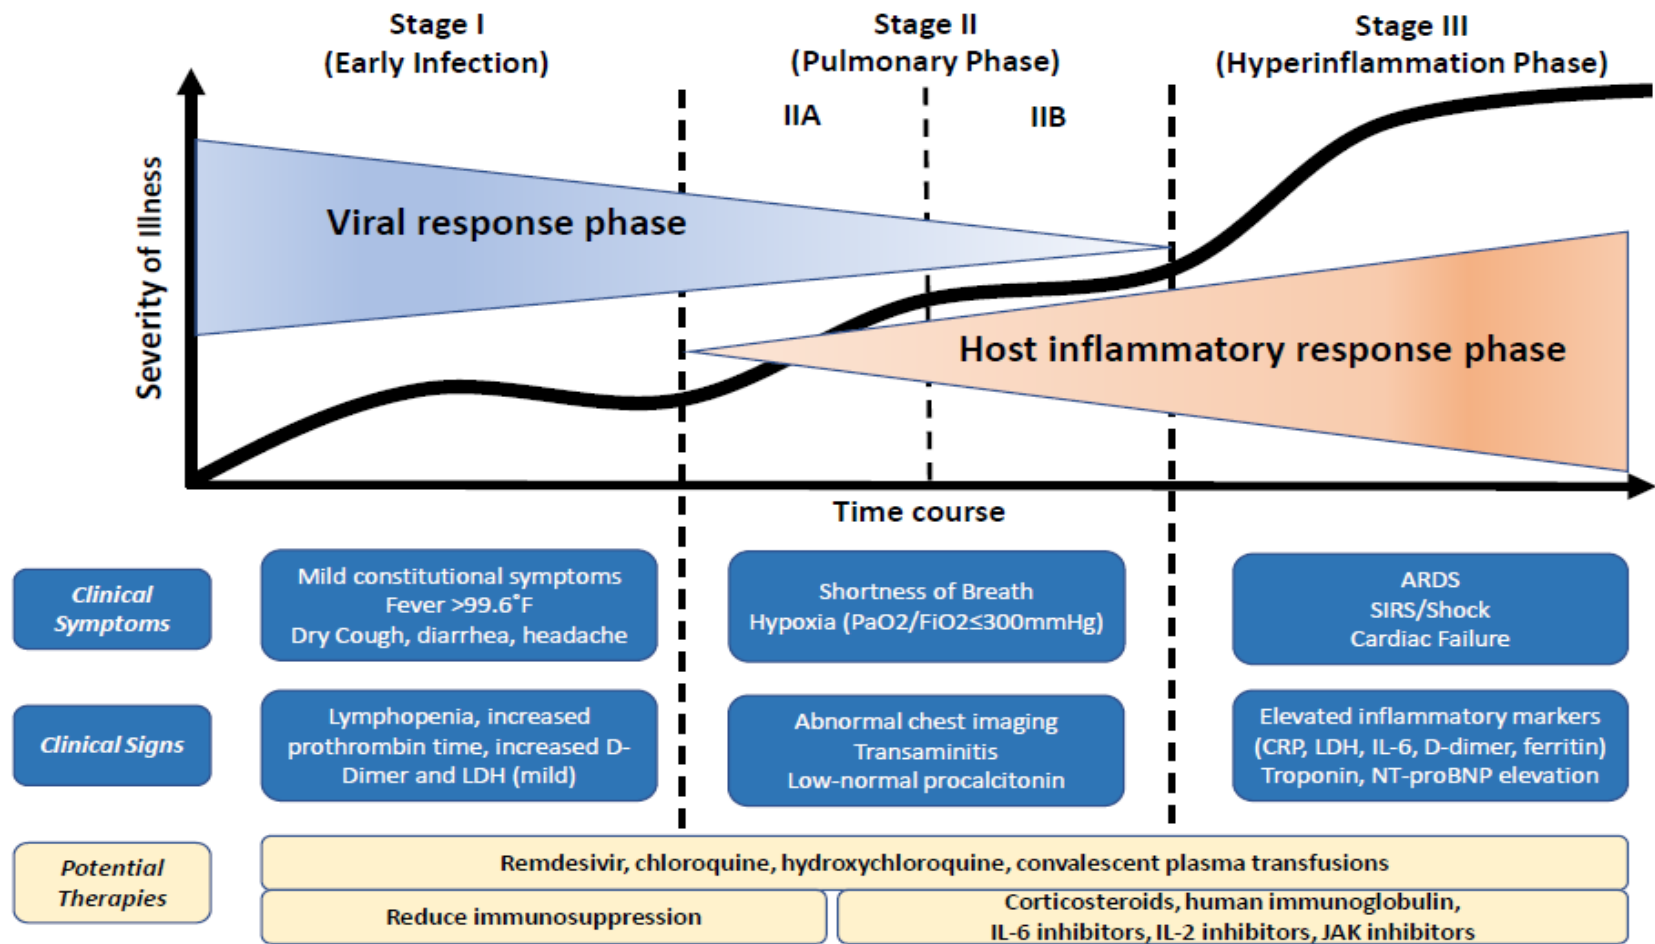 Stage I
(Early Infection)
Stage II
(Pulmonary Phase)
Stage III
(Hyperinflammation Phase)
IIA
IIB
Severity of Illness
Viral response phase
Host inflammatory response phase
Time course
Clinical
Symptoms
Mild constitutional symptoms
Fever >99.6°F
Dry Cough, diarrhea, headache
Shortness of Breath
Hypoxia (PaO2/FiO2≤300mmHg)
ARDS
SIRS/Shock
Cardiac Failure
Clinical Signs
Lymphopenia, increased
prothrombin time, increased D-
Dimer and LDH (mild)
Abnormal chest imaging
Transaminitis
Low-normal procalcitonin
Elevated inflammatory markers
(CRP, LDH, IL-6, D-dimer, ferritin)
Troponin, NT-proBNP elevation
Potential
Therapies
Remdesivir, chloroquine, hydroxychloroquine, convalescent plasma transfusions
Reduce immunosuppression
Corticosteroids, human immunoglobulin,
IL-6 inhibitors, IL-2 inhibitors, JAK inhibitors